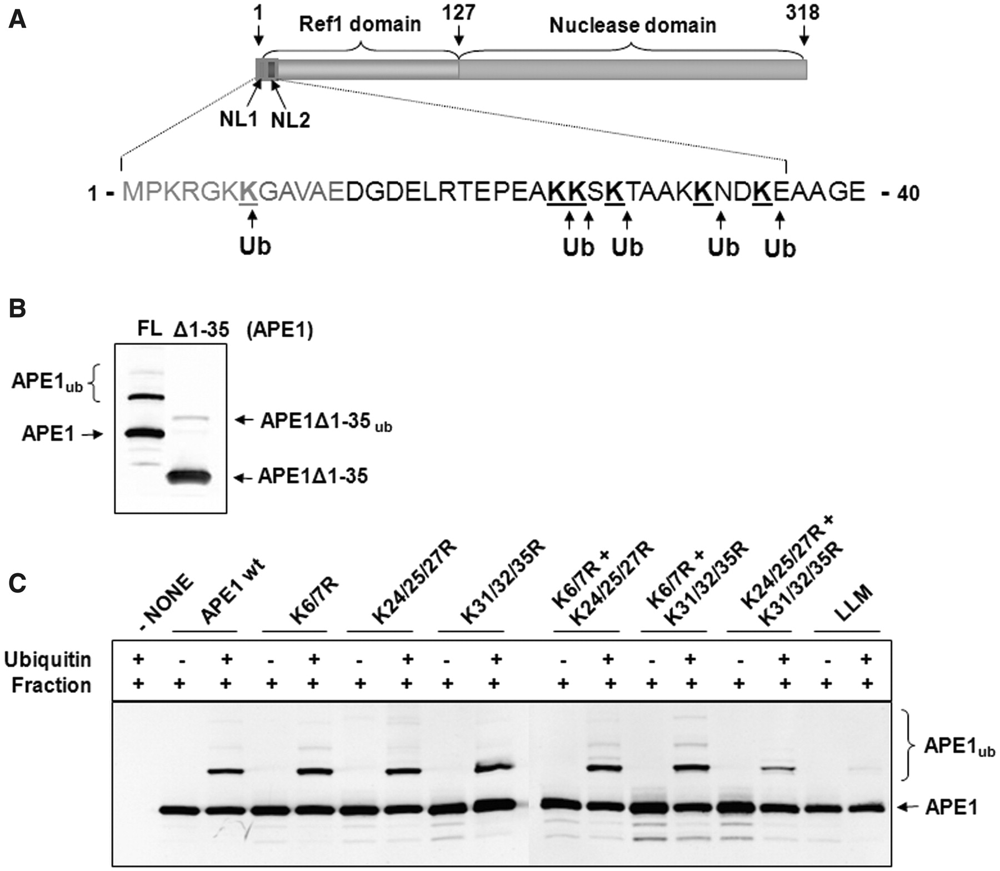 A
1
Ref1 domain
127
Nuclease domain
318
NL1
NL2
1 - MPKRGKKGAVAEDGDELRTEPEAKKSKTAAKKNDKEAAGE - 40
Ub Ub Ub Ub Ub
B
FL Δ1-35 (APE1)
APE1ub
APE1
APE1Δ1-35 ub
APE1Δ1-35
C
- NONE
APE1 wt
K6/7R
K24/25/27R
K31/32/35R
K6/7R +
K24/25/27R
K6/7R +
K31/32/35R
K24/25/27R +
K31/32/35R
LLM
Ubiquitin + - + - + - + - + - + - + - + - +
Fraction + + + + + + + + + + + + + + + + +
APE1ub
APE1